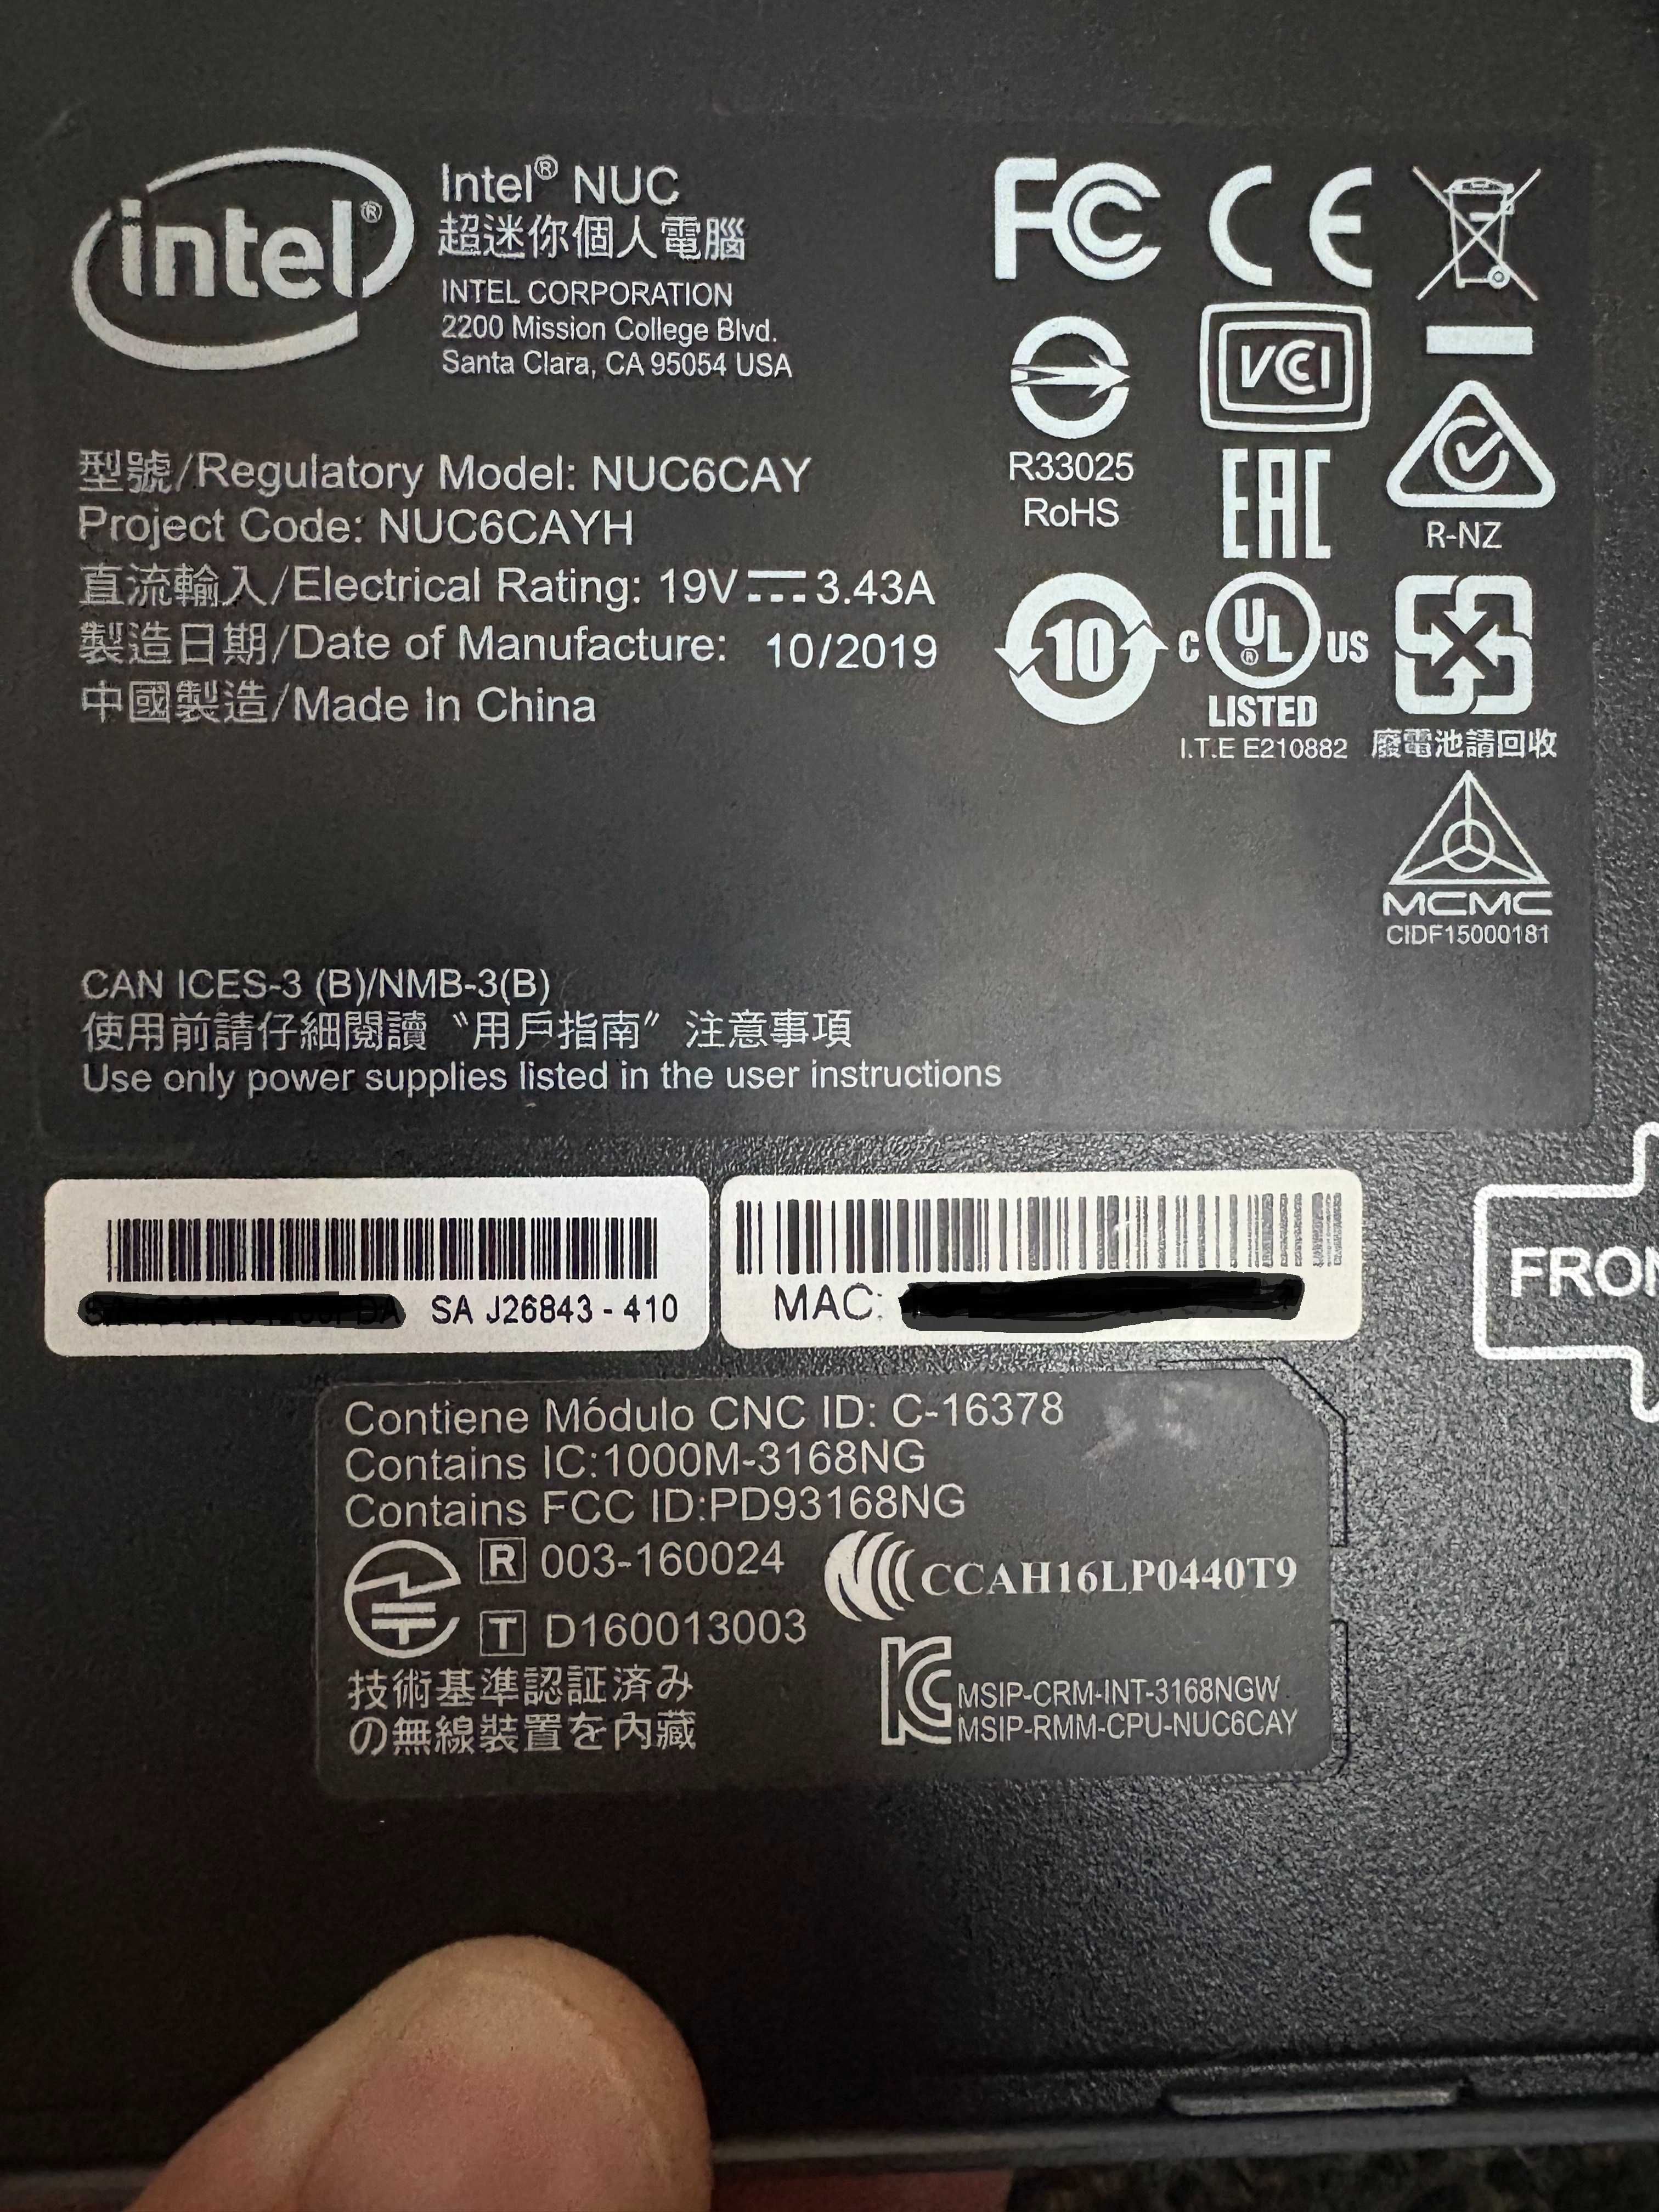 intel®
Intel® NUC
超迷你個人電腦
INTEL CORPORATION
2200 Mission College Blvd.
Santa Clara, CA 95054 USA
型號/Regulatory Model: NUC6CAY
Project Code: NUC6CAYH
直流輸入/Electrical Rating: 19V⎓3.43A
製造日期/Date of Manufacture: 10/2019
中國製造/Made In China
FC CE
VCCI
R33025
RoHS
EAC
R-NZ
10
C UL® US
LISTED
I.T.E E210882
廢電池請回收
MCMC
CIDF15000181
CAN ICES-3 (B)/NMB-3(B)
使用前請仔細閱讀〝用戶指南〞注意事項
Use only power supplies listed in the user instructions
SA J26843 - 410
MAC:
FRON
Contiene Módulo CNC ID: C-16378
Contains IC:1000M-3168NG
Contains FCC ID:PD93168NG
R 003-160024
T D160013003
CCAH16LP0440T9
技術基準認証済み
の無線装置を内蔵
MSIP-CRM-INT-3168NGW
MSIP-RMM-CPU-NUC6CAY